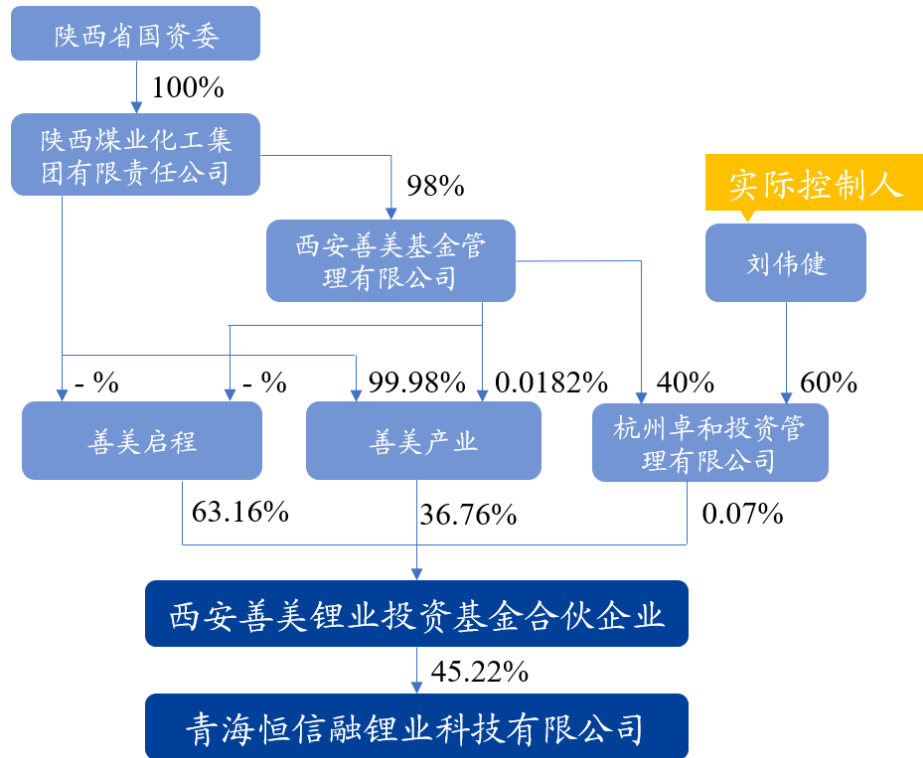 陕西省国资委
100%
陕西煤业化工集
团有限责任公司
98%
实际控制人
西安善美基金管
理有限公司
刘伟健
- %
- %
99.98%
0.0182%
40%
60%
善美启程
善美产业
杭州卓和投资管
理有限公司
63.16%
36.76%
0.07%
西安善美锂业投资基金合伙企业
45.22%
青海恒信融锂业科技有限公司